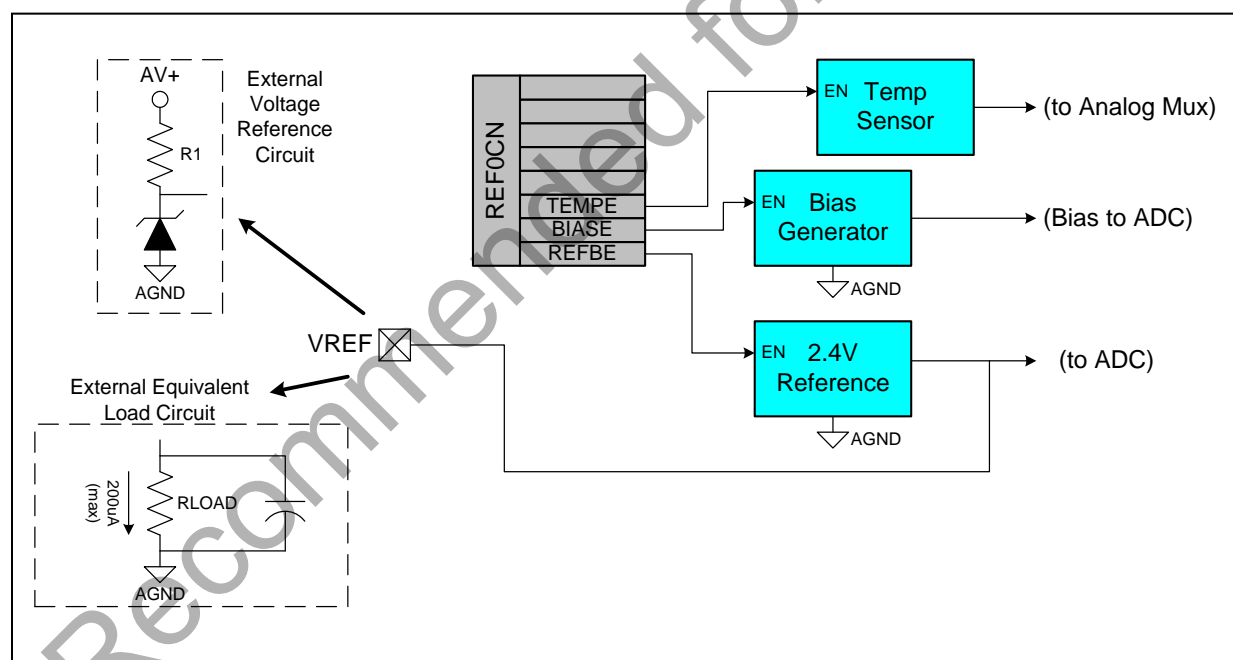 Recommended for
AV+
R1
AGND
External
Voltage
Reference
Circuit
REF0CN
TEMPE
BIASE
REFBE
EN
Temp
Sensor
(to Analog Mux)
EN
Bias
Generator
AGND
(Bias to ADC)
VREF
EN
2.4V
Reference
AGND
(to ADC)
External Equivalent
Load Circuit
200uA
(max)
RLOAD
AGND